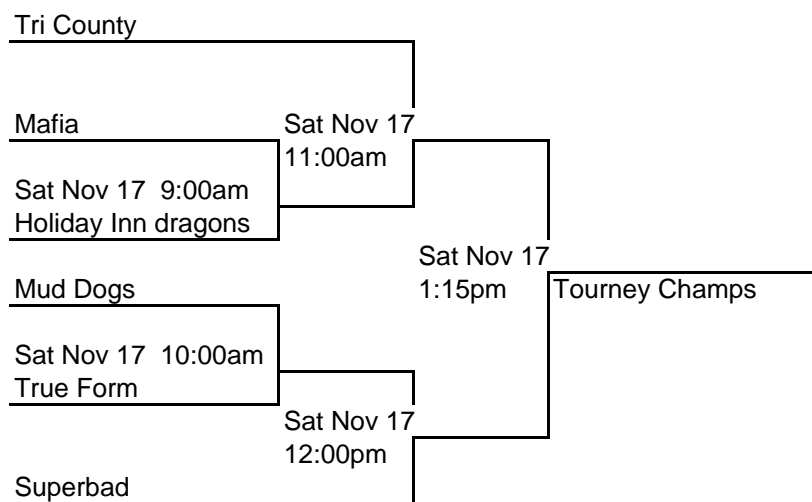 Tri County
Mafia
Sat Nov 17
11:00am
Sat Nov 17  9:00am
Holiday Inn dragons
Sat Nov 17
1:15pm
Mud Dogs
Tourney Champs
Sat Nov 17  10:00am
True Form
Sat Nov 17
12:00pm
Superbad